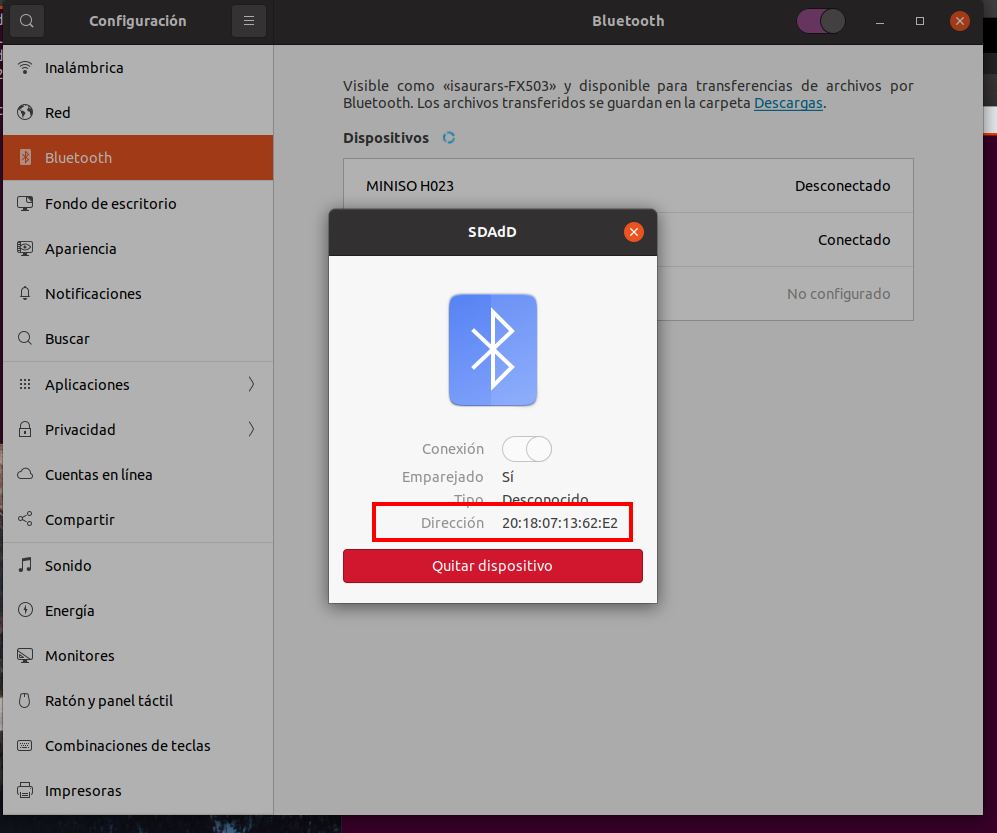 Configuración
Bluetooth
Inalámbrica
Red
Bluetooth
Fondo de escritorio
Apariencia
Notificaciones
Buscar
Aplicaciones
Privacidad
Cuentas en línea
Compartir
Sonido
Energía
Monitores
Ratón y panel táctil
Combinaciones de teclas
Impresoras
Visible como «isaurars-FX503» y disponible para transferencias de archivos por
Bluetooth. Los archivos transferidos se guardan en la carpeta Descargas.
Dispositivos
MINISO H023 Desconectado
Conectado
No configurado
SDAdD
Conexión
Emparejado Sí
Tipo Desconocido
Dirección 20:18:07:13:62:E2
Quitar dispositivo